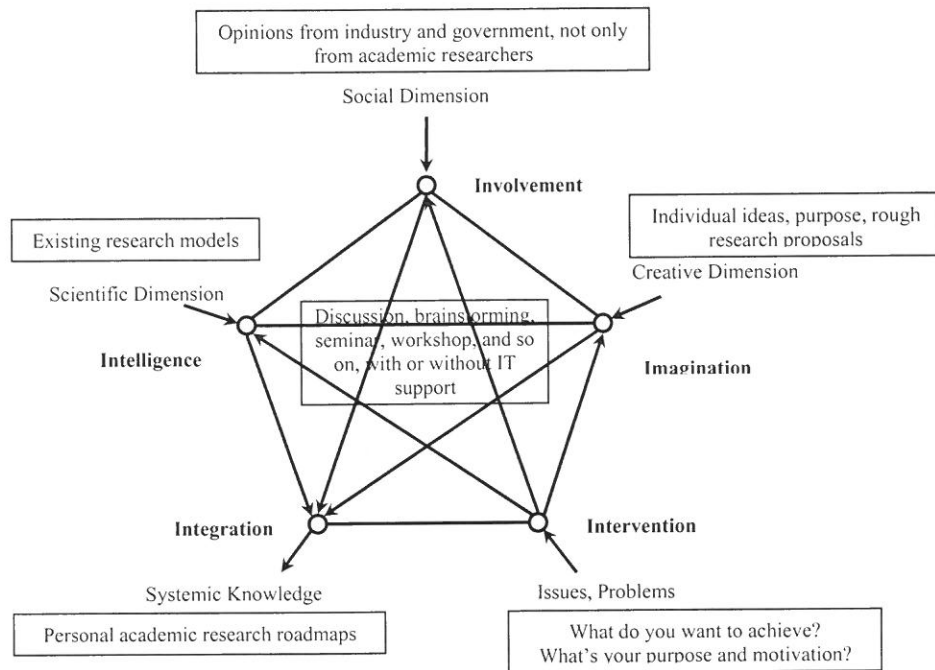 Opinions from industry and government, not only
from academic researchers
Social Dimension
Involvement
Individual ideas, purpose, rough
research proposals
Creative Dimension
Existing research models
Scientific Dimension
Discussion, brainstorming,
seminar, workshop, and so
on, with or without IT
support
Intelligence
Imagination
Integration
Intervention
Systemic Knowledge
Issues, Problems
Personal academic research roadmaps
What do you want to achieve?
What's your purpose and motivation?